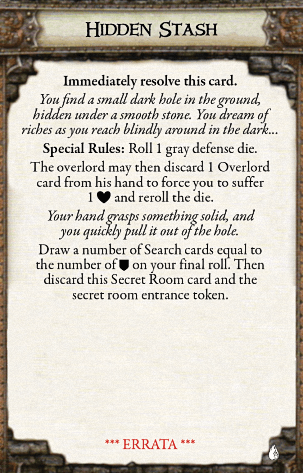 Hidden Stash
Immediately resolve this card.
You find a small dark hole in the ground,
hidden under a smooth stone. You dream of
riches as you reach blindly around in the dark...
Special Rules: Roll 1 gray defense die.
The overlord may then discard 1 Overlord
card from his hand to force you to suffer
1 ♥ and reroll the die.
Your hand grasps something solid, and
you quickly pull it out of the hole.
Draw a number of Search cards equal to
the number of on your final roll. Then
discard this Secret Room card and the
secret room entrance token.
*** ERRATA ***